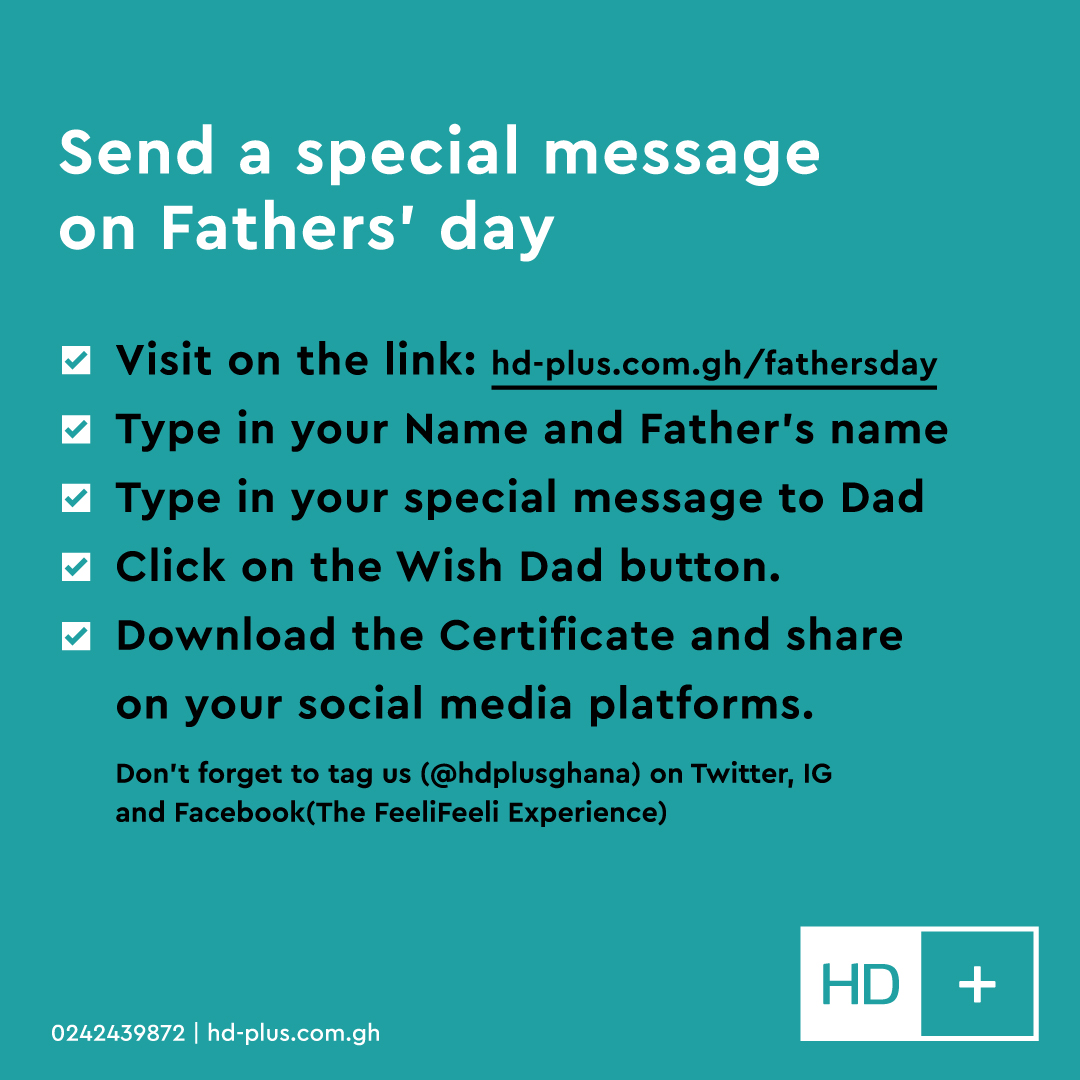 Send a special message
on Fathers' day
Visit on the link: hd-plus.com.gh/fathersday
Type in your Name and Father's name
Type in your special message to Dad
Click on the Wish Dad button.
Download the Certificate and share
on your social media platforms.
Don't forget to tag us (@hdplusghana) on Twitter, IG
and Facebook(The FeeliFeeli Experience)
HD +
0242439872 | hd-plus.com.gh